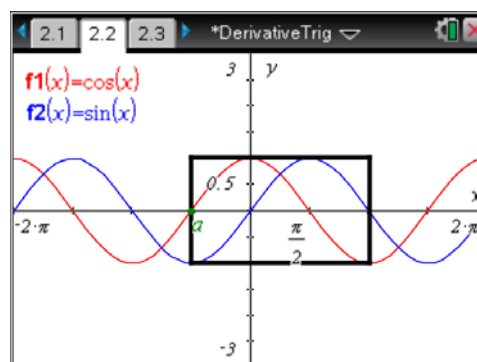 2.1 2.2 2.3 *DerivativeTrig
3 y
f1(x)=cos(x)
f2(x)=sin(x)
0.5
x
-2·π
a
π
2
2·π
-3